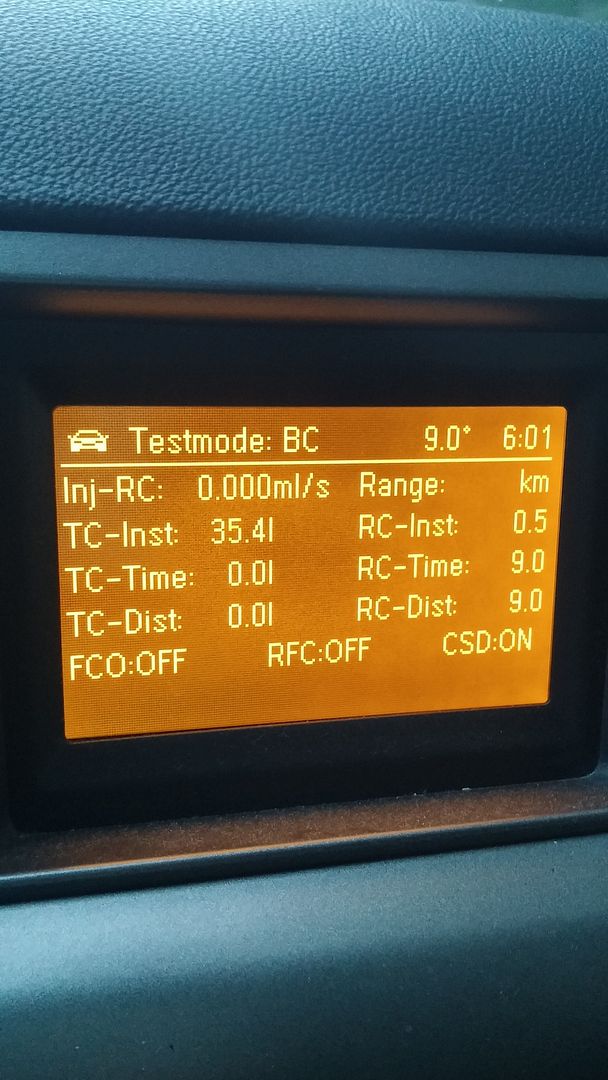 Testmode: BC 9.0° 6:01
Inj-RC: 0.000ml/s Range: km
TC-Inst: 35.4l RC-Inst: 0.5
TC-Time: 0.0l RC-Time: 9.0
TC-Dist: 0.0l RC-Dist: 9.0
FCO:OFF RFC:OFF CSD:ON